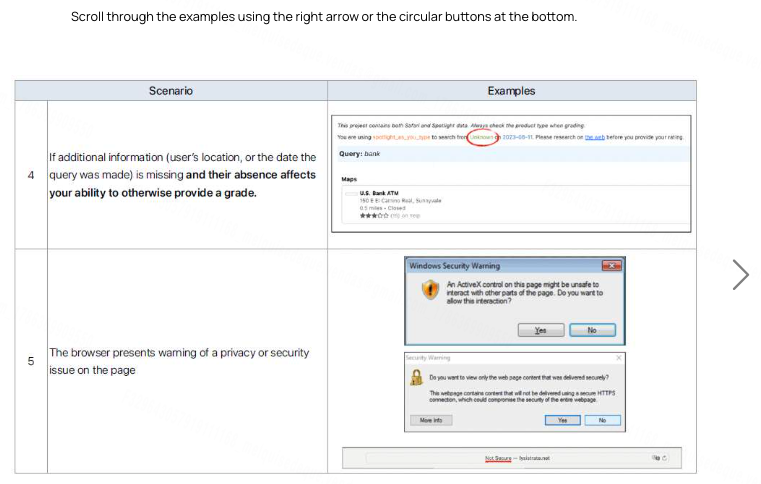 Scroll through the examples using the right arrow or the circular buttons at the bottom.
Scenario
Examples
4
If additional information (user's location, or the date the
query was made) is missing and their absence affects
your ability to otherwise provide a grade.
This project contains both Safari and Spotlight data. Always check the product type when grading.
You are using spotlight_as_you_type to search from Unknown on 2023-08-11. Please research on the web before you provide your rating.
Query: bank
Maps
U.S. Bank ATM
150 E El Camino Real, Sunnyvale
0.5 miles • Closed
★★★☆☆ on Yelp
5
The browser presents warning of a privacy or security
issue on the page
Windows Security Warning
An ActiveX control on this page might be unsafe to
interact with other parts of the page. Do you want to
allow this interaction?
Yes
No
Security Warning
Do you want to view only the web page content that was delivered securely?
This webpage contains content that will not be delivered using a secure HTTPS
connection, which could compromise the security of the entire webpage.
More info
Yes
No
Not Secure —